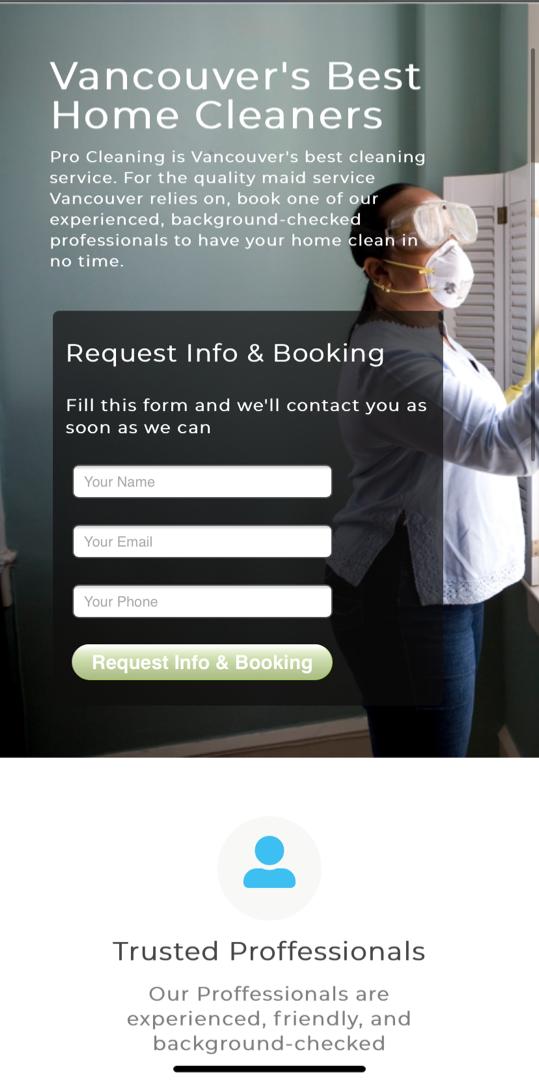 Vancouver's Best
Home Cleaners
Pro Cleaning is Vancouver's best cleaning
service. For the quality maid service
Vancouver relies on, book one of our
experienced, background-checked
professionals to have your home clean in
no time.
Request Info & Booking
Fill this form and we'll contact you as
soon as we can
Your Name
Your Email
Your Phone
Request Info & Booking
Trusted Proffessionals
Our Proffessionals are
experienced, friendly, and
background-checked